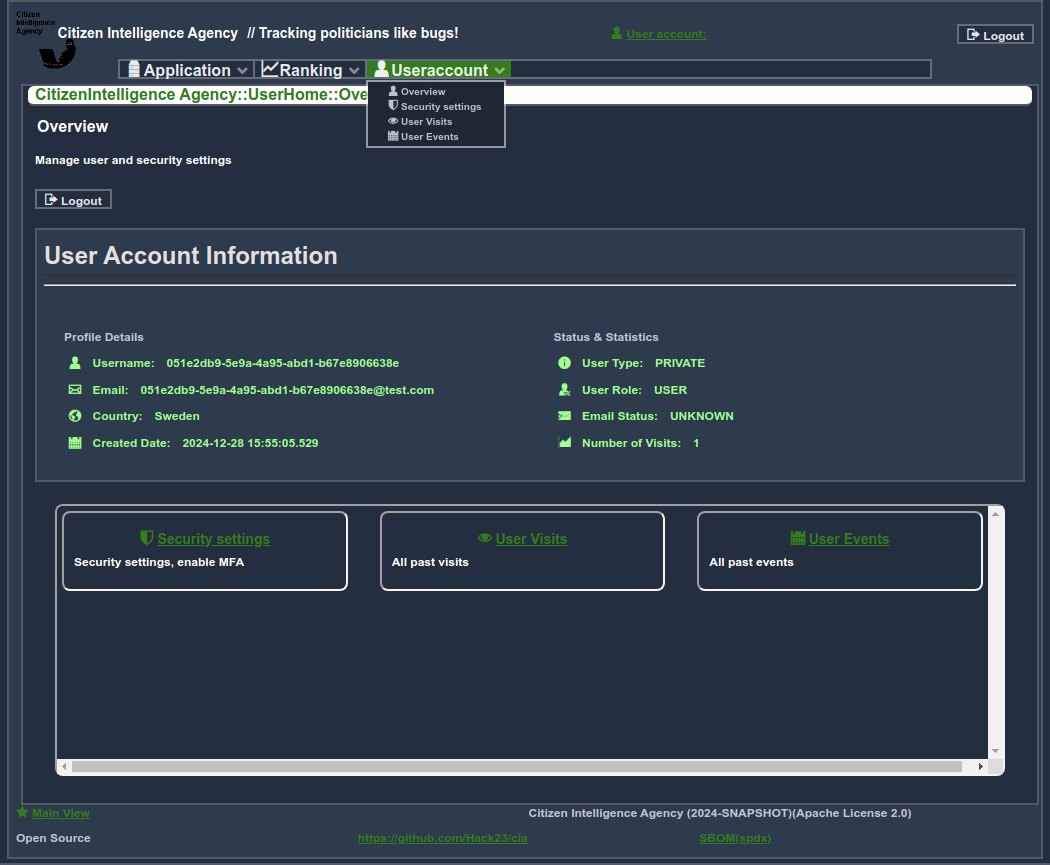 Citizen
Intelligence
Agency
Citizen Intelligence Agency // Tracking politicians like bugs!
User account:
Logout
Application
Ranking
Useraccount
CitizenIntelligence Agency::UserHome::Ove
Overview
Security settings
User Visits
User Events
Overview
Manage user and security settings
Logout
User Account Information
Profile Details
Username: 051e2db9-5e9a-4a95-abd1-b67e8906638e
Email: 051e2db9-5e9a-4a95-abd1-b67e8906638e@test.com
Country: Sweden
Created Date: 2024-12-28 15:55:05.529
Status & Statistics
User Type: PRIVATE
User Role: USER
Email Status: UNKNOWN
Number of Visits: 1
Security settings
Security settings, enable MFA
User Visits
All past visits
User Events
All past events
Main View
Citizen Intelligence Agency (2024-SNAPSHOT)(Apache License 2.0)
Open Source
https://github.com/Hack23/cia
SBOM(spdx)